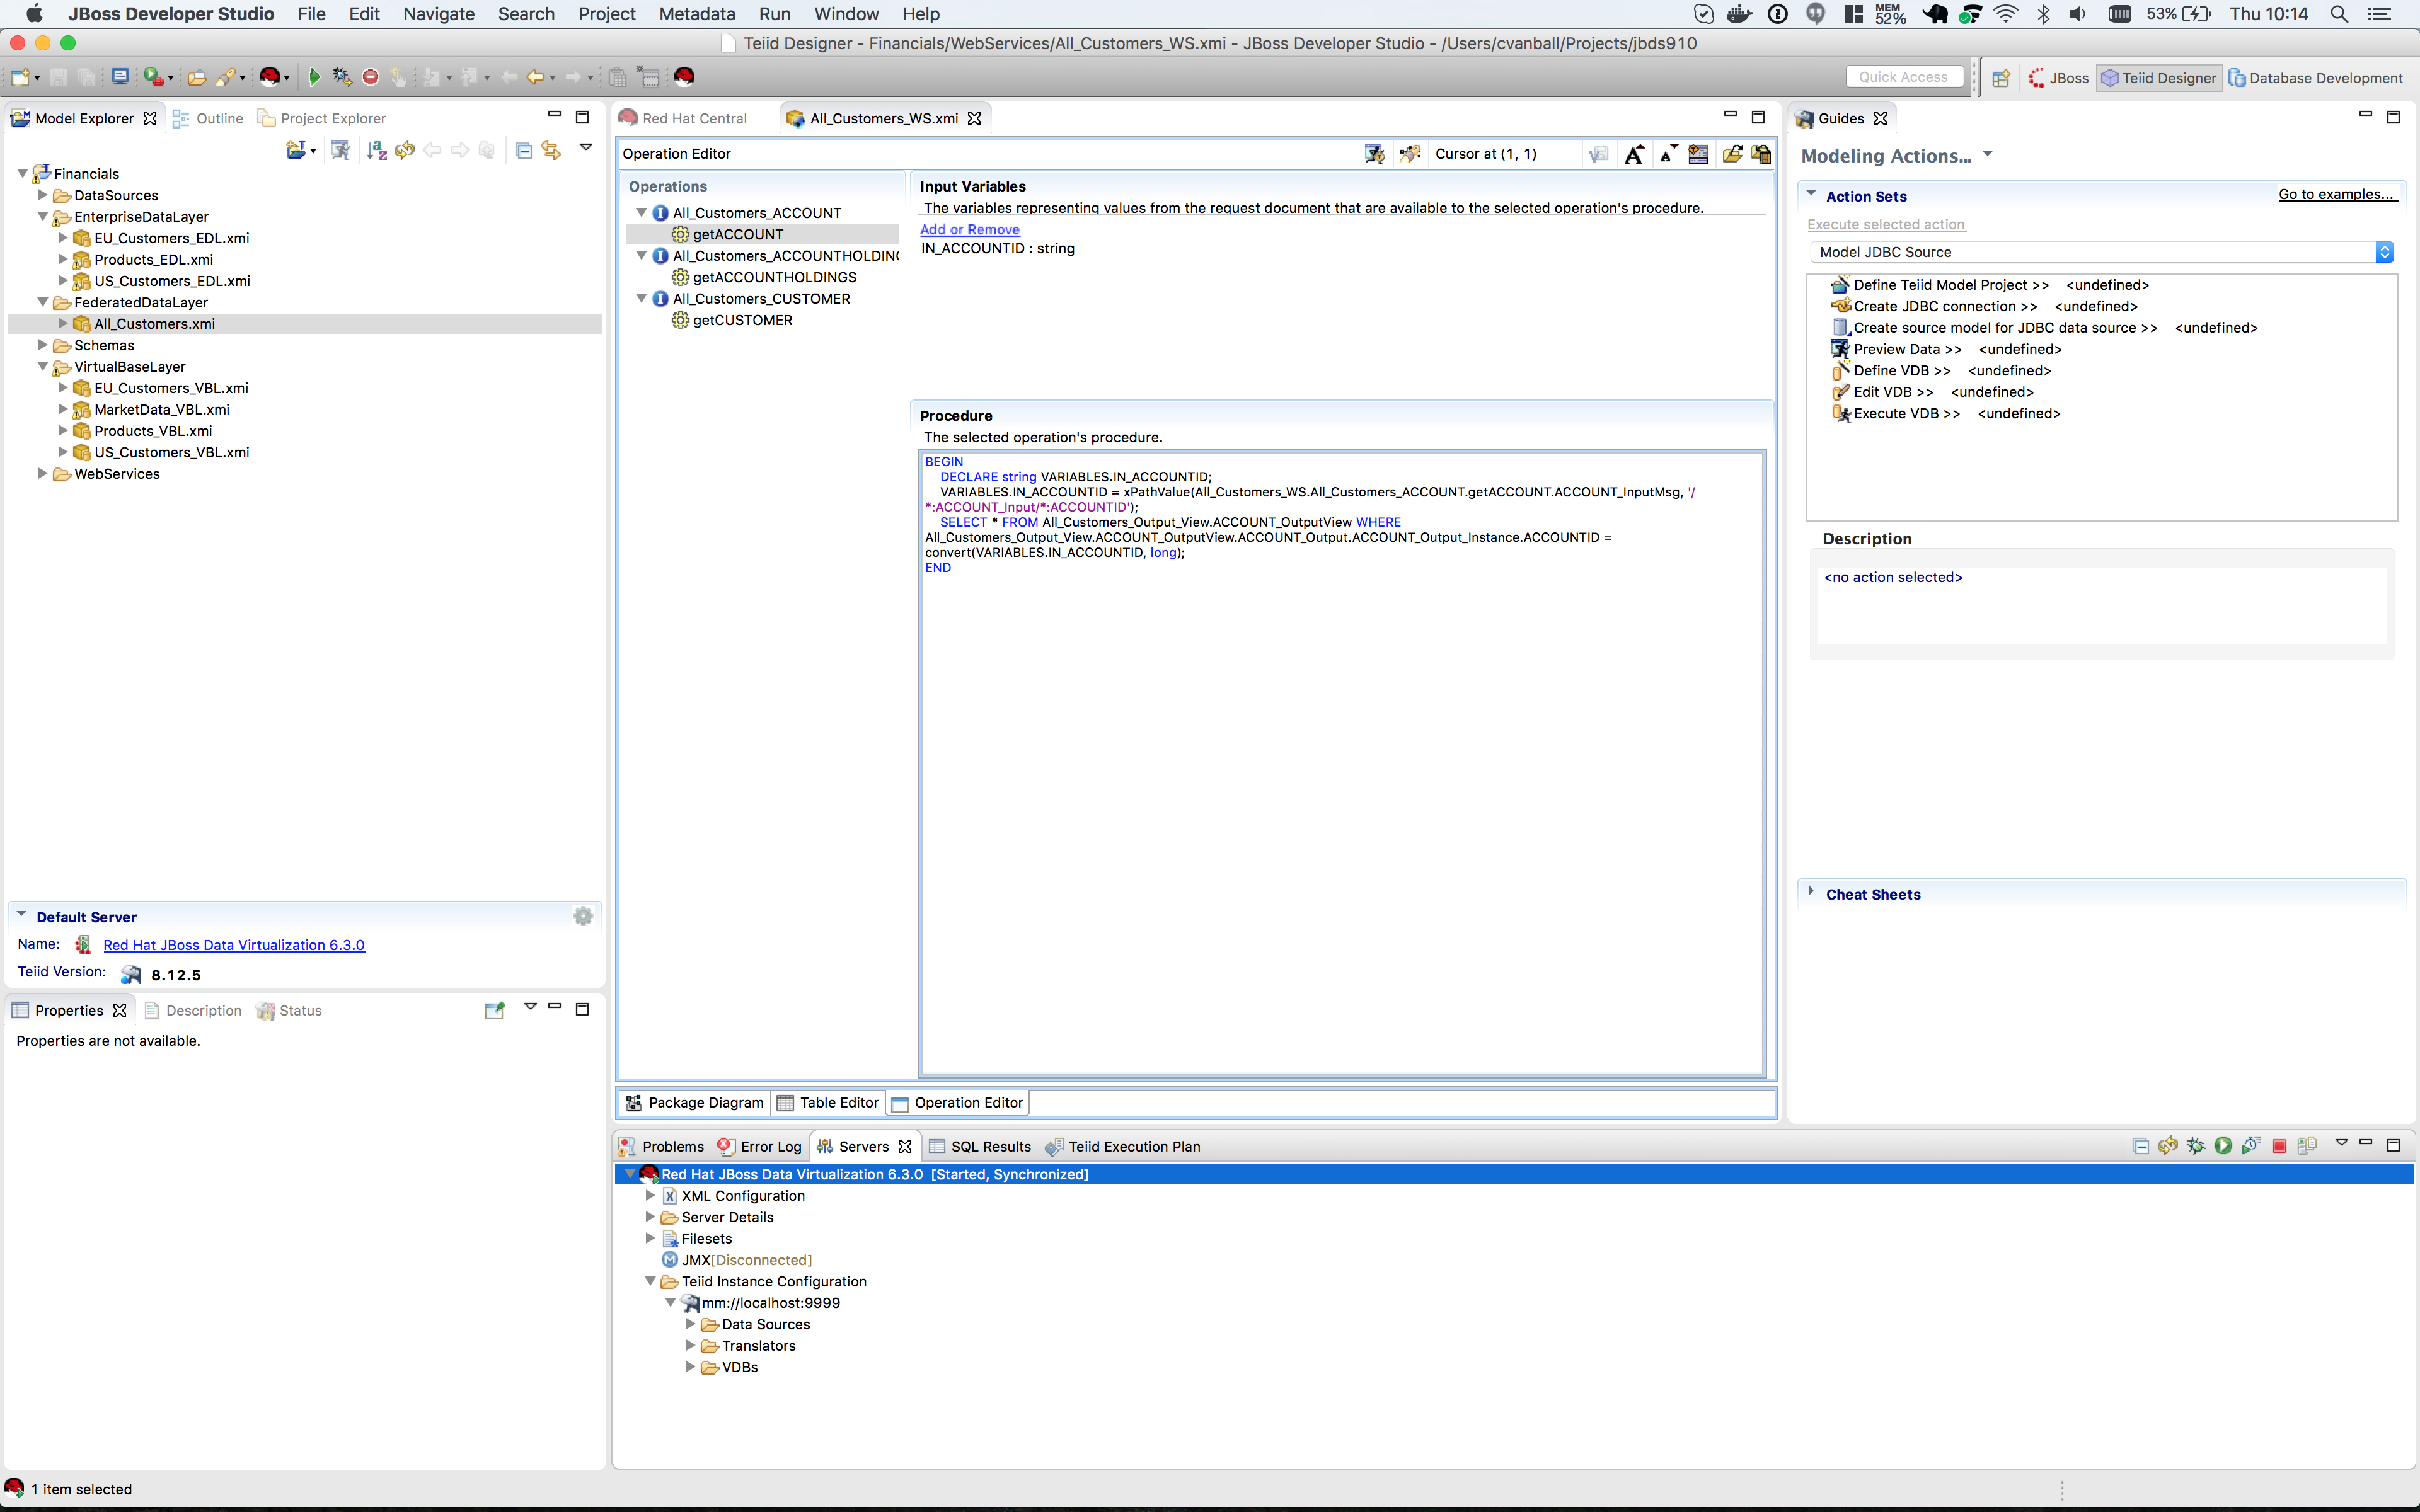 JBoss Developer Studio File Edit Navigate Search Project Metadata Run Window Help MEM 52% 53% Thu 10:14
Teiid Designer - Financials/WebServices/All_Customers_WS.xmi - JBoss Developer Studio - /Users/cvanball/Projects/jbds910
Quick Access JBoss Teiid Designer Database Development
Model Explorer Outline Project Explorer
Financials
DataSources
EnterpriseDataLayer
EU_Customers_EDL.xmi
Products_EDL.xmi
US_Customers_EDL.xmi
FederatedDataLayer
All_Customers.xmi
Schemas
VirtualBaseLayer
EU_Customers_VBL.xmi
MarketData_VBL.xmi
Products_VBL.xmi
US_Customers_VBL.xmi
WebServices
Default Server
Name: Red Hat JBoss Data Virtualization 6.3.0
Teiid Version: 8.12.5
Properties Description Status
Properties are not available.
Red Hat Central All_Customers_WS.xmi
Operation Editor Cursor at (1, 1)
Operations
All_Customers_ACCOUNT
getACCOUNT
All_Customers_ACCOUNTHOLDIN
getACCOUNTHOLDINGS
All_Customers_CUSTOMER
getCUSTOMER
Input Variables
The variables representing values from the request document that are available to the selected operation's procedure.
Add or Remove
IN_ACCOUNTID : string
Procedure
The selected operation's procedure.
BEGIN
DECLARE string VARIABLES.IN_ACCOUNTID;
VARIABLES.IN_ACCOUNTID = xPathValue(All_Customers_WS.All_Customers_ACCOUNT.getACCOUNT.ACCOUNT_InputMsg, '/
*:ACCOUNT_Input/*:ACCOUNTID');
SELECT * FROM All_Customers_Output_View.ACCOUNT_OutputView WHERE
All_Customers_Output_View.ACCOUNT_OutputView.ACCOUNT_Output.ACCOUNT_Output_Instance.ACCOUNTID =
convert(VARIABLES.IN_ACCOUNTID, long);
END
Package Diagram Table Editor Operation Editor
Guides
Modeling Actions...
Action Sets Go to examples...
Execute selected action
Model JDBC Source
Define Teiid Model Project >> <undefined>
Create JDBC connection >> <undefined>
Create source model for JDBC data source >> <undefined>
Preview Data >> <undefined>
Define VDB >> <undefined>
Edit VDB >> <undefined>
Execute VDB >> <undefined>
Description
<no action selected>
Cheat Sheets
Problems Error Log Servers SQL Results Teiid Execution Plan
Red Hat JBoss Data Virtualization 6.3.0 [Started, Synchronized]
XML Configuration
Server Details
Filesets
JMX[Disconnected]
Teiid Instance Configuration
mm://localhost:9999
Data Sources
Translators
VDBs
1 item selected